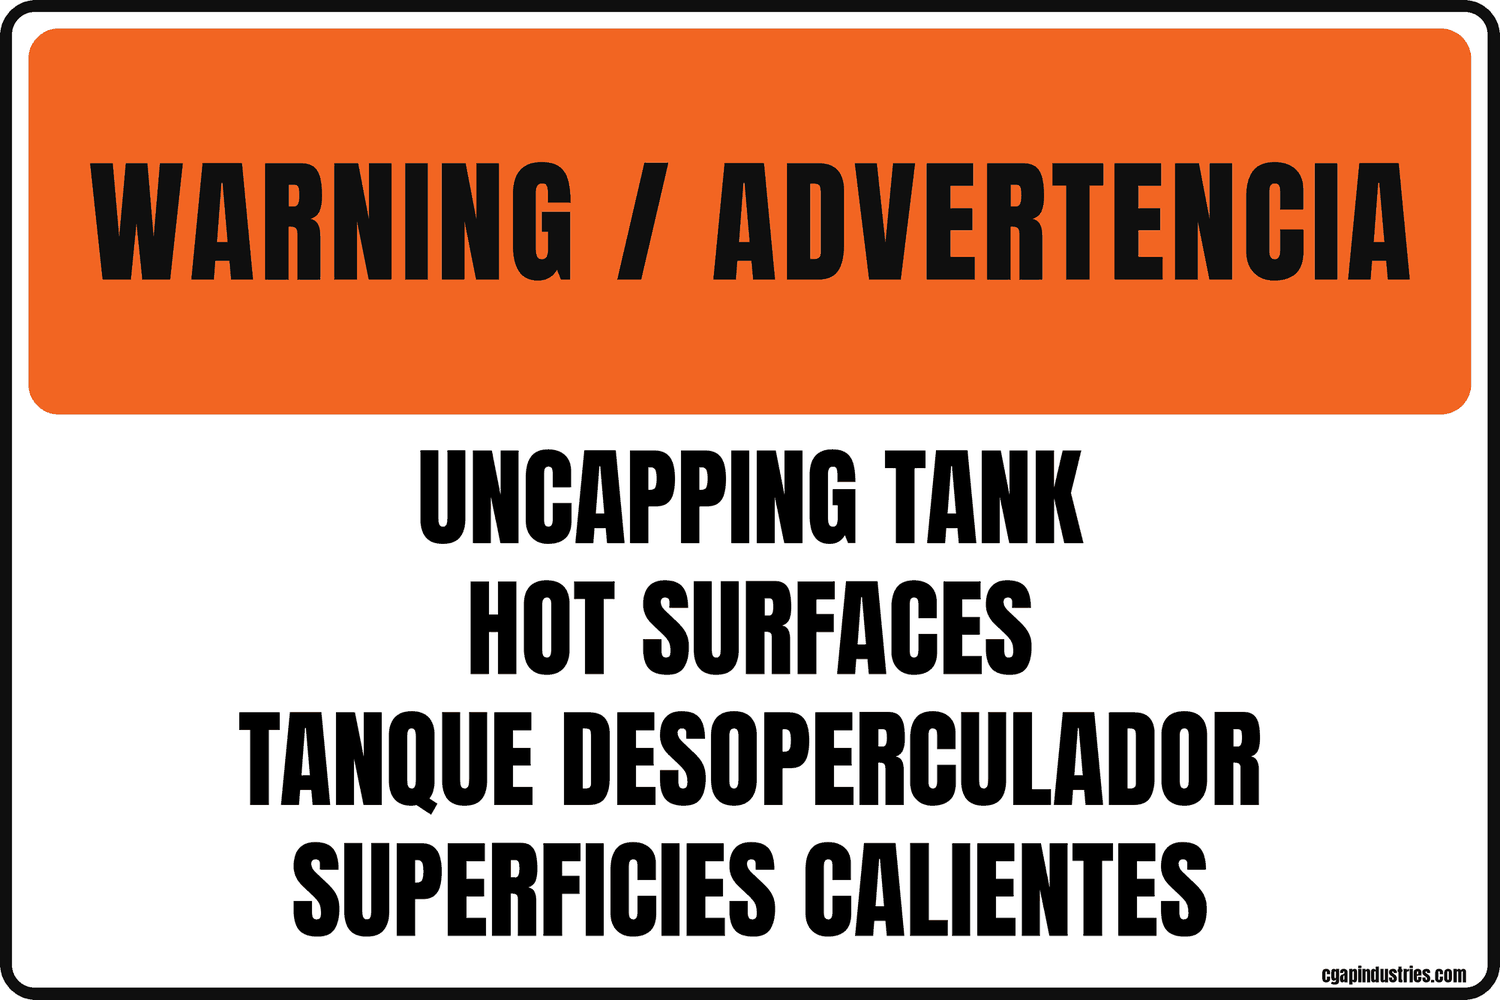 WARNING / ADVERTENCIA
UNCAPPING TANK
HOT SURFACES
TANQUE DESOPERCULADOR
SUPERFICIES CALIENTES
cgapindustries.com